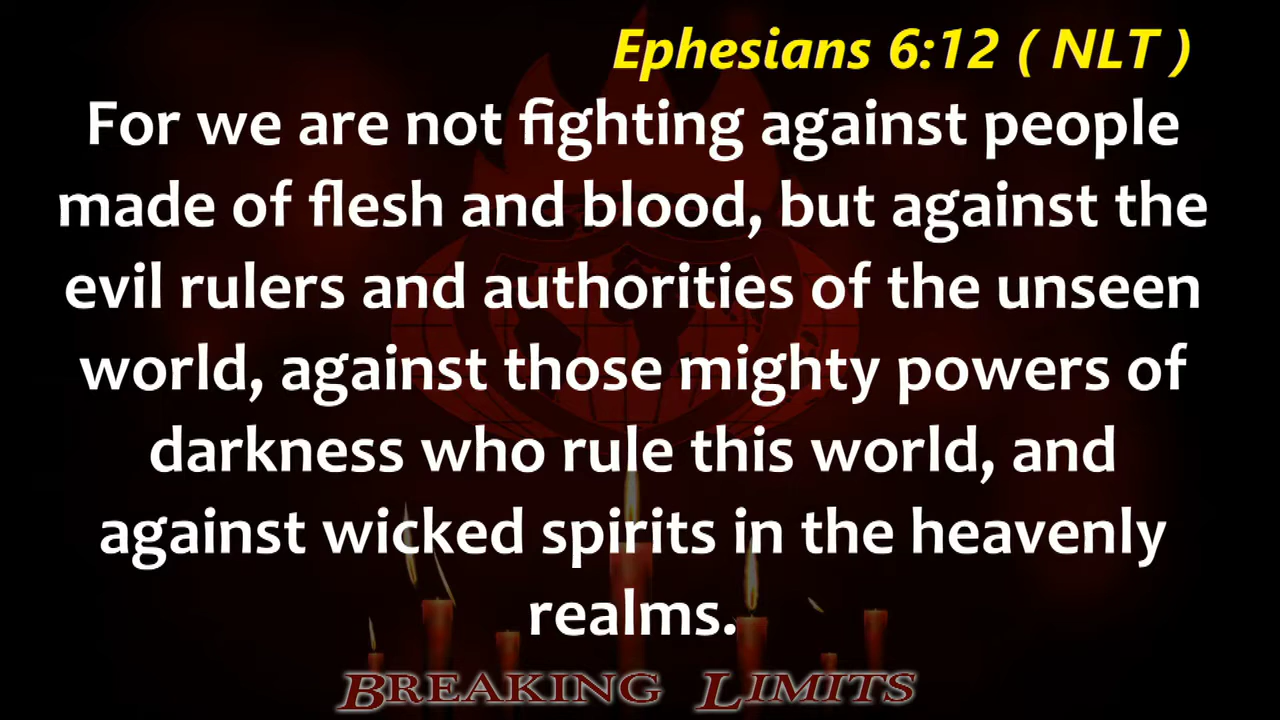 Ephesians 6:12 ( NLT )
For we are not fighting against people
made of flesh and blood, but against the
evil rulers and authorities of the unseen
world, against those mighty powers of
darkness who rule this world, and
against wicked spirits in the heavenly
realms.
BREAKING LIMITS